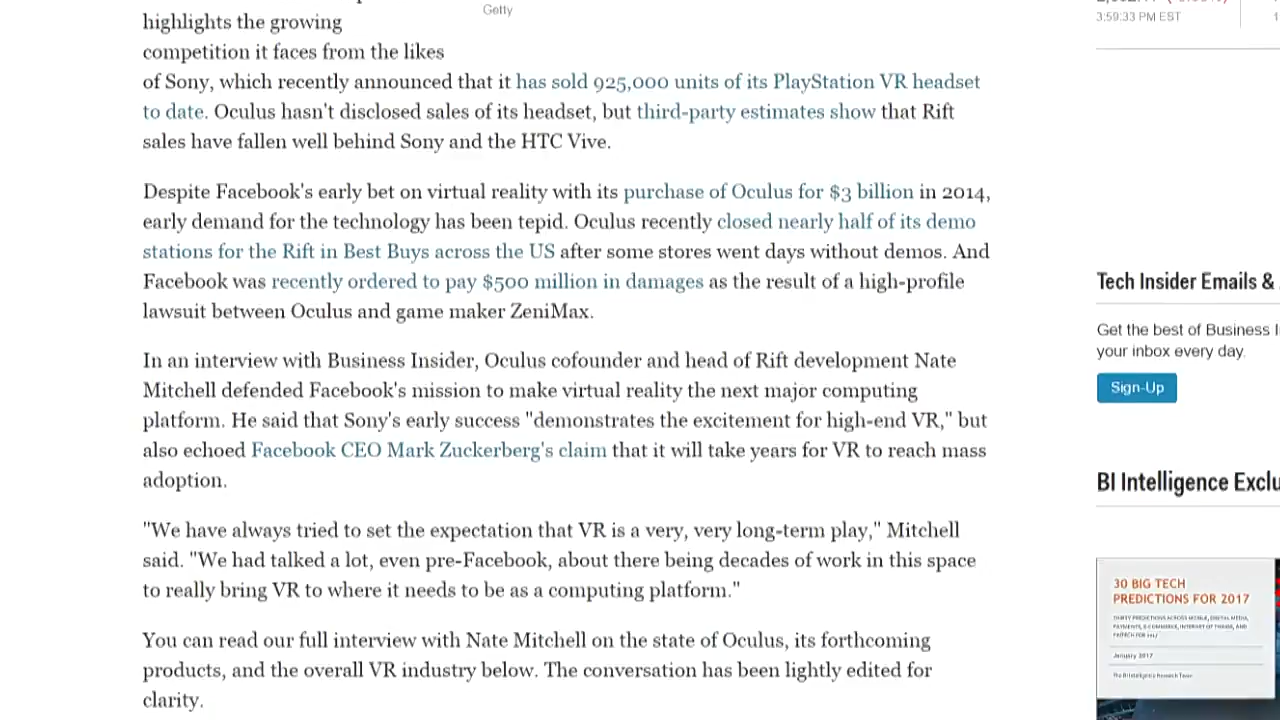 Getty
highlights the growing
competition it faces from the likes
of Sony, which recently announced that it has sold 925,000 units of its PlayStation VR headset
to date. Oculus hasn't disclosed sales of its headset, but third-party estimates show that Rift
sales have fallen well behind Sony and the HTC Vive.
Despite Facebook's early bet on virtual reality with its purchase of Oculus for $3 billion in 2014,
early demand for the technology has been tepid. Oculus recently closed nearly half of its demo
stations for the Rift in Best Buys across the US after some stores went days without demos. And
Facebook was recently ordered to pay $500 million in damages as the result of a high-profile
lawsuit between Oculus and game maker ZeniMax.
In an interview with Business Insider, Oculus cofounder and head of Rift development Nate
Mitchell defended Facebook's mission to make virtual reality the next major computing
platform. He said that Sony's early success "demonstrates the excitement for high-end VR," but
also echoed Facebook CEO Mark Zuckerberg's claim that it will take years for VR to reach mass
adoption.
"We have always tried to set the expectation that VR is a very, very long-term play," Mitchell
said. "We had talked a lot, even pre-Facebook, about there being decades of work in this space
to really bring VR to where it needs to be as a computing platform."
You can read our full interview with Nate Mitchell on the state of Oculus, its forthcoming
products, and the overall VR industry below. The conversation has been lightly edited for
clarity.
3:59:33 PM EST
Tech Insider Emails &
Get the best of Business I
your inbox every day.
Sign-Up
BI Intelligence Exclu
30 BIG TECH
PREDICTIONS FOR 2017
January 2017
The BI Intelligence Research Team